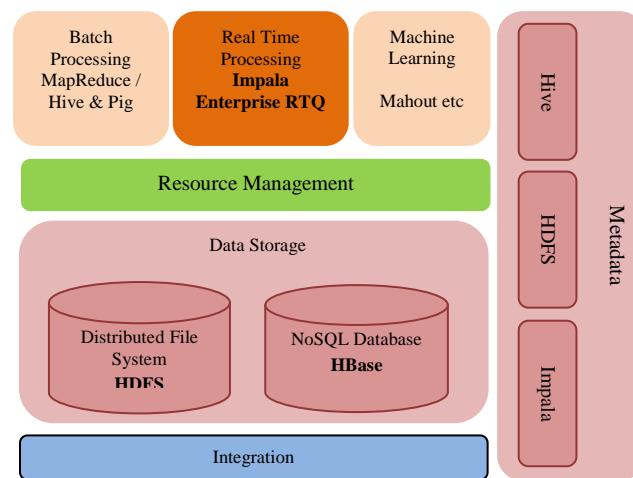 Batch
Processing
MapReduce /
Hive & Pig
Real Time
Processing
Impala
Enterprise RTQ
Machine
Learning
Mahout etc
Resource Management
Data Storage
Distributed File
System
HDFS
NoSQL Database
HBase
Integration
Hive
HDFS
Impala
Metadata